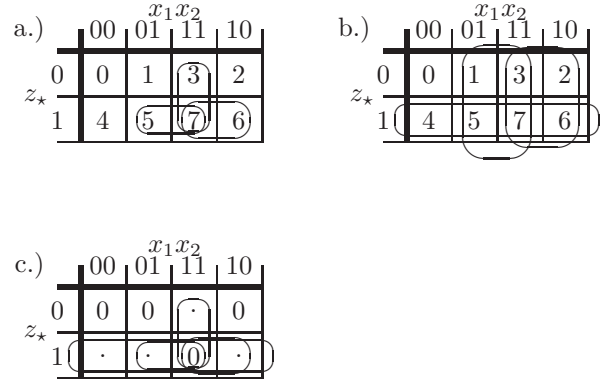 a.) x₁x₂
00 01 11 10
0 0 1 3 2
z⋆
1 4 5 7 6
b.) x₁x₂
00 01 11 10
0 0 1 3 2
z⋆
1 4 5 7 6
c.) x₁x₂
00 01 11 10
0 0 0 · 0
z⋆
1 · · 0 ·